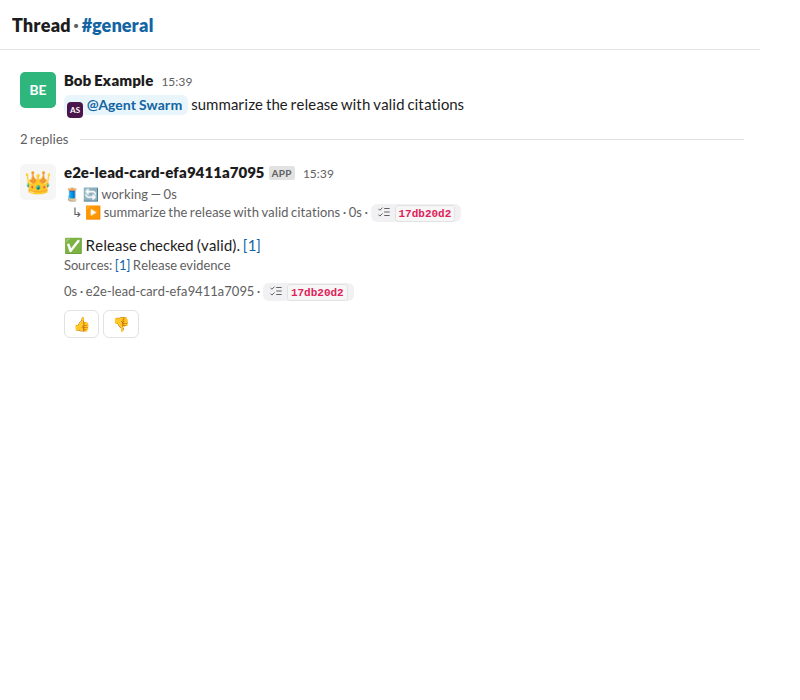 Thread • #general
BE
Bob Example 15:39
AS @Agent Swarm summarize the release with valid citations
2 replies
e2e-lead-card-efa9411a7095 APP 15:39
🧵 🔄 working — 0s
↳ ▶️ summarize the release with valid citations · 0s · 17db20d2
✅ Release checked (valid). [1]
Sources: [1] Release evidence
0s · e2e-lead-card-efa9411a7095 · 17db20d2
👍 👎